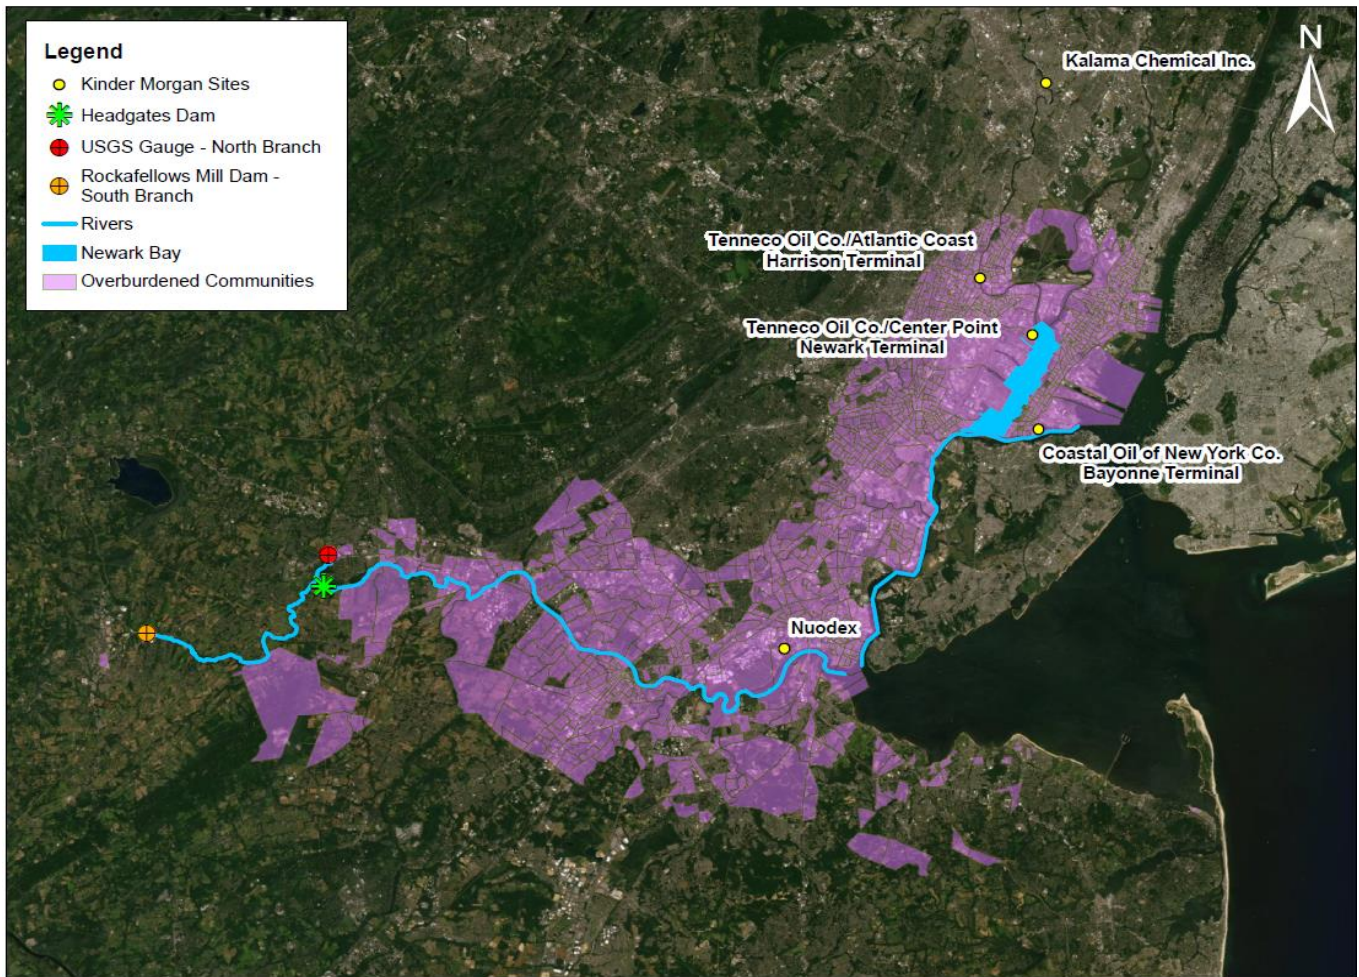 Legend
Kinder Morgan Sites
Headgates Dam
USGS Gauge - North Branch
Rockafellows Mill Dam -
South Branch
Rivers
Newark Bay
Overburdened Communities
N
Kalama Chemical Inc.
Tenneco Oil Co./Atlantic Coast
Harrison Terminal
Tenneco Oil Co./Center Point
Newark Terminal
Coastal Oil of New York Co.
Bayonne Terminal
Nuodex